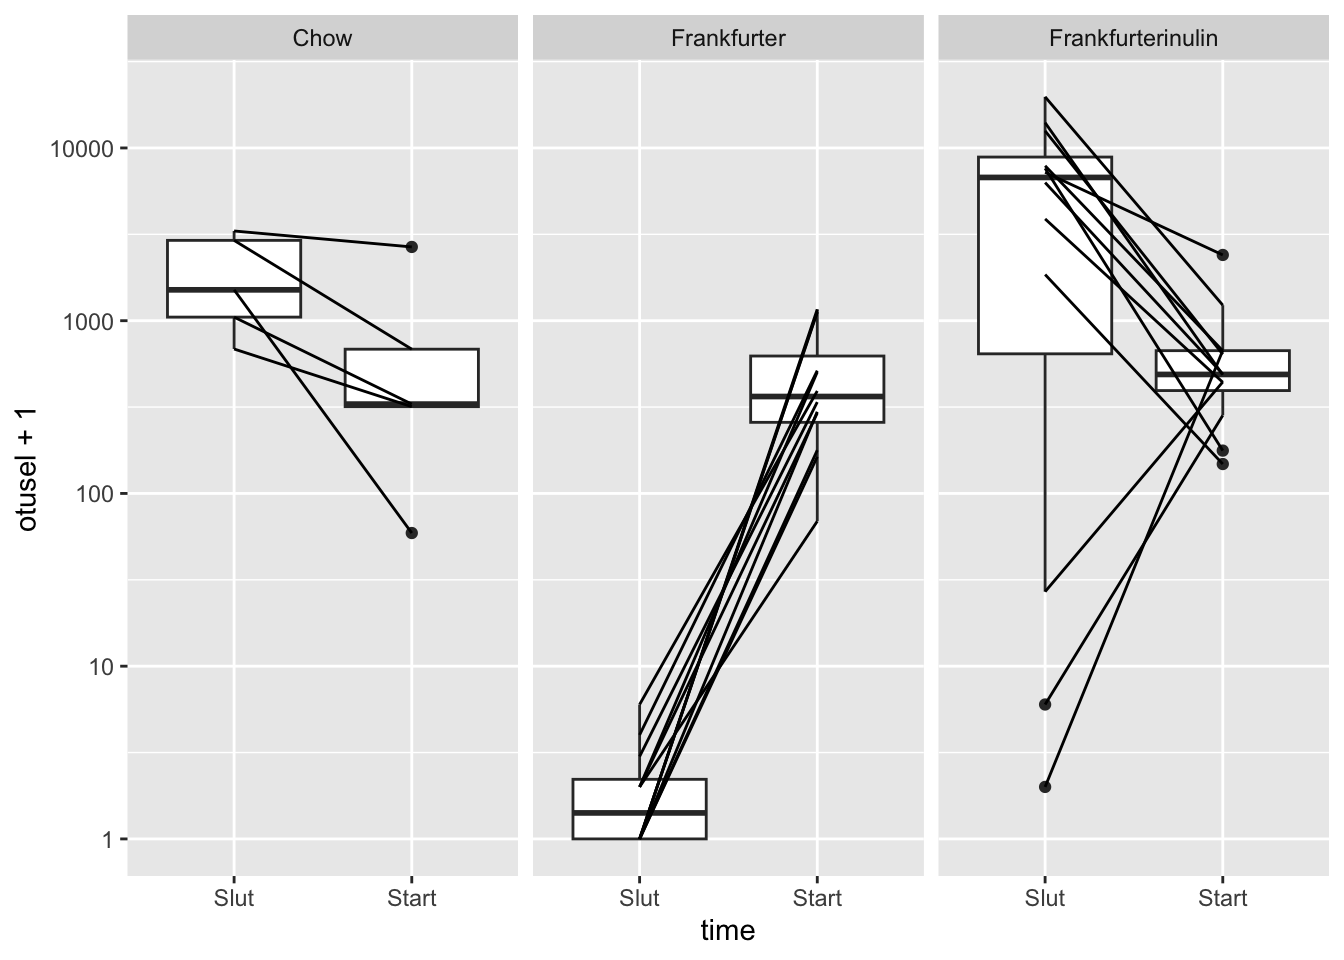 Chow Frankfurter Frankfurterinulin
10000
1000
100
10
1
otusel + 1
Slut Start Slut Start Slut Start
time